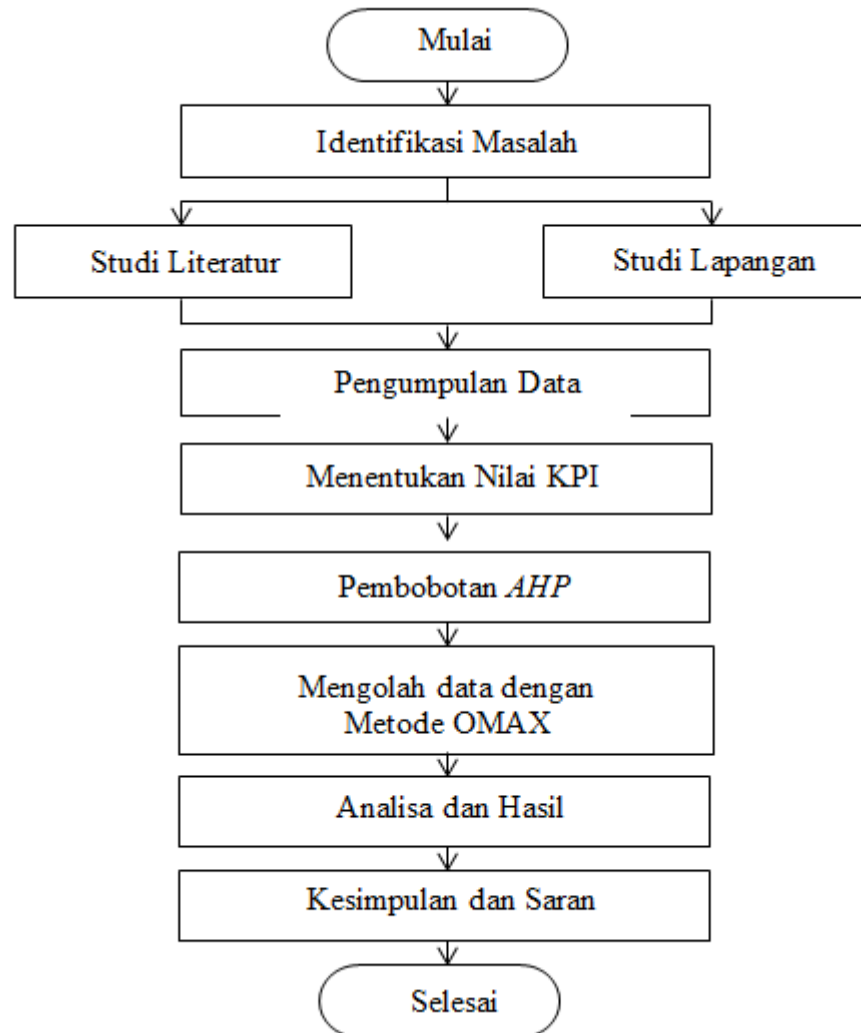 Mulai
Identifikasi Masalah
Studi Literatur
Studi Lapangan
Pengumpulan Data
Menentukan Nilai KPI
Pembobotan AHP
Mengolah data dengan
Metode OMAX
Analisa dan Hasil
Kesimpulan dan Saran
Selesai